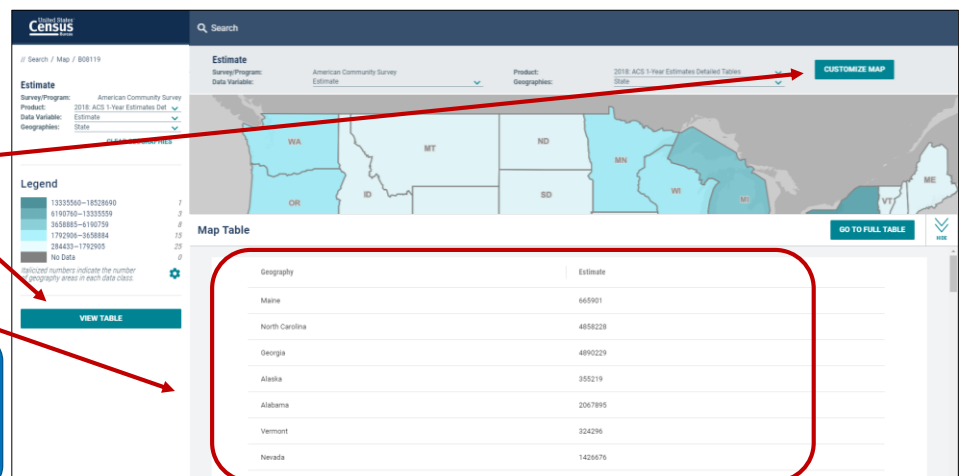 United States®
Census
Bureau
Search
// Search / Map / B08119
Estimate
Survey/Program: American Community Survey
Product: 2018: ACS 1-Year Estimates Det
Data Variable: Estimate
Geographies: State
Estimate
Survey/Program: American Community Survey
Data Variable: Estimate
Product: 2018: ACS 1-Year Estimates Detailed Tables
Geographies: State
CUSTOMIZE MAP
Legend
13335560–18528690 1
6190760–13335559 3
3658885–6190759 8
1792906–3658884 15
284433–1792905 25
No Data 0
Italicized numbers indicate the number
of geography areas in each data class
VIEW TABLE
WA
MT
ND
MN
OR
ID
SD
WI
MI
VT
ME
Map Table
GO TO FULL TABLE
HIDE
Geography Estimate
Maine 665901
North Carolina 4858228
Georgia 4890229
Alaska 355219
Alabama 2067895
Vermont 324296
Nevada 1426676